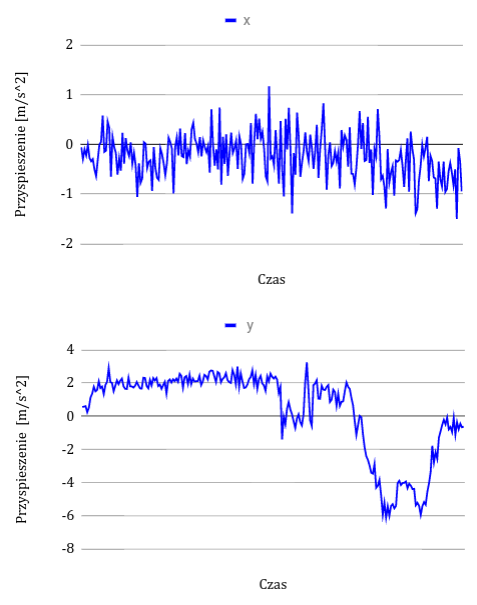 x
2
1
0
-1
-2
Przyspieszenie [m/s^2]
Czas
y
4
2
0
-2
-4
-6
-8
Przyspieszenie [m/s^2]
Czas